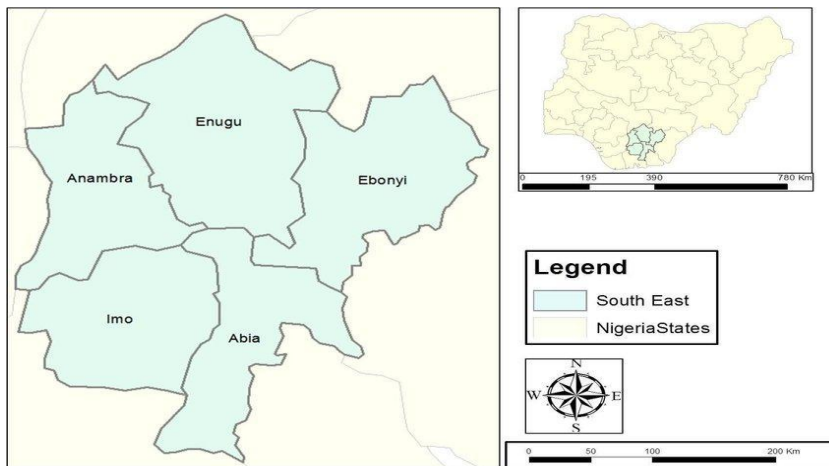 Enugu
Anambra
Ebonyi
Imo
Abia
0 195 390 780 Km
Legend
South East
NigeriaStates
N
W E
S
0 50 100 200 Km